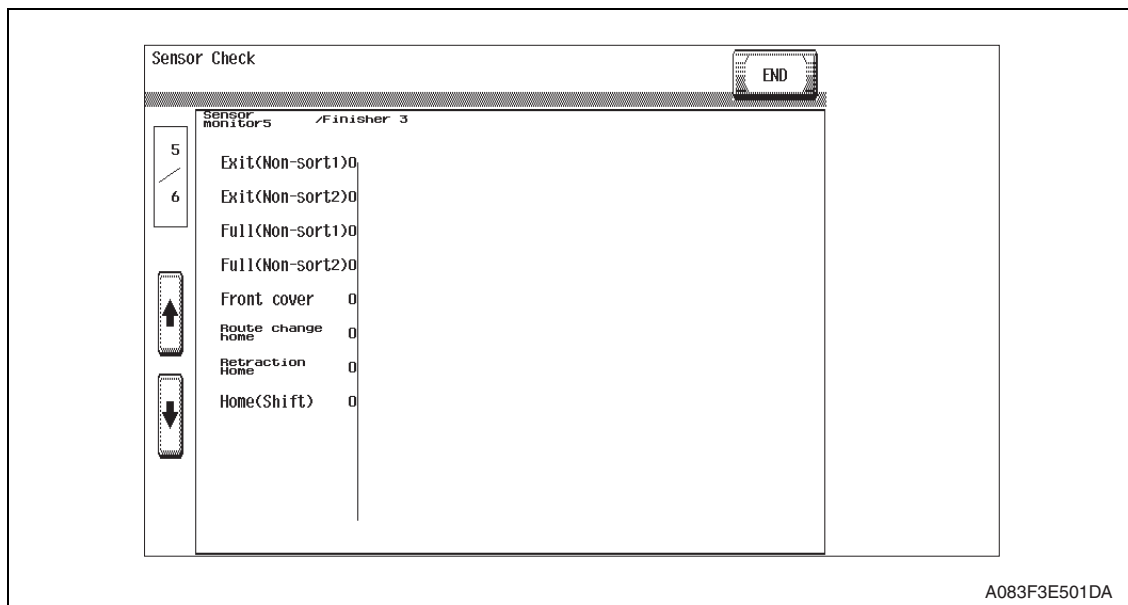 Sensor Check
END
Sensor
monitor5 /Finisher 3
5
6
Exit(Non-sort1)0
Exit(Non-sort2)0
Full(Non-sort1)0
Full(Non-sort2)0
Front cover 0
Route change
home 0
Retraction
Home 0
Home(Shift) 0
A083F3E501DA